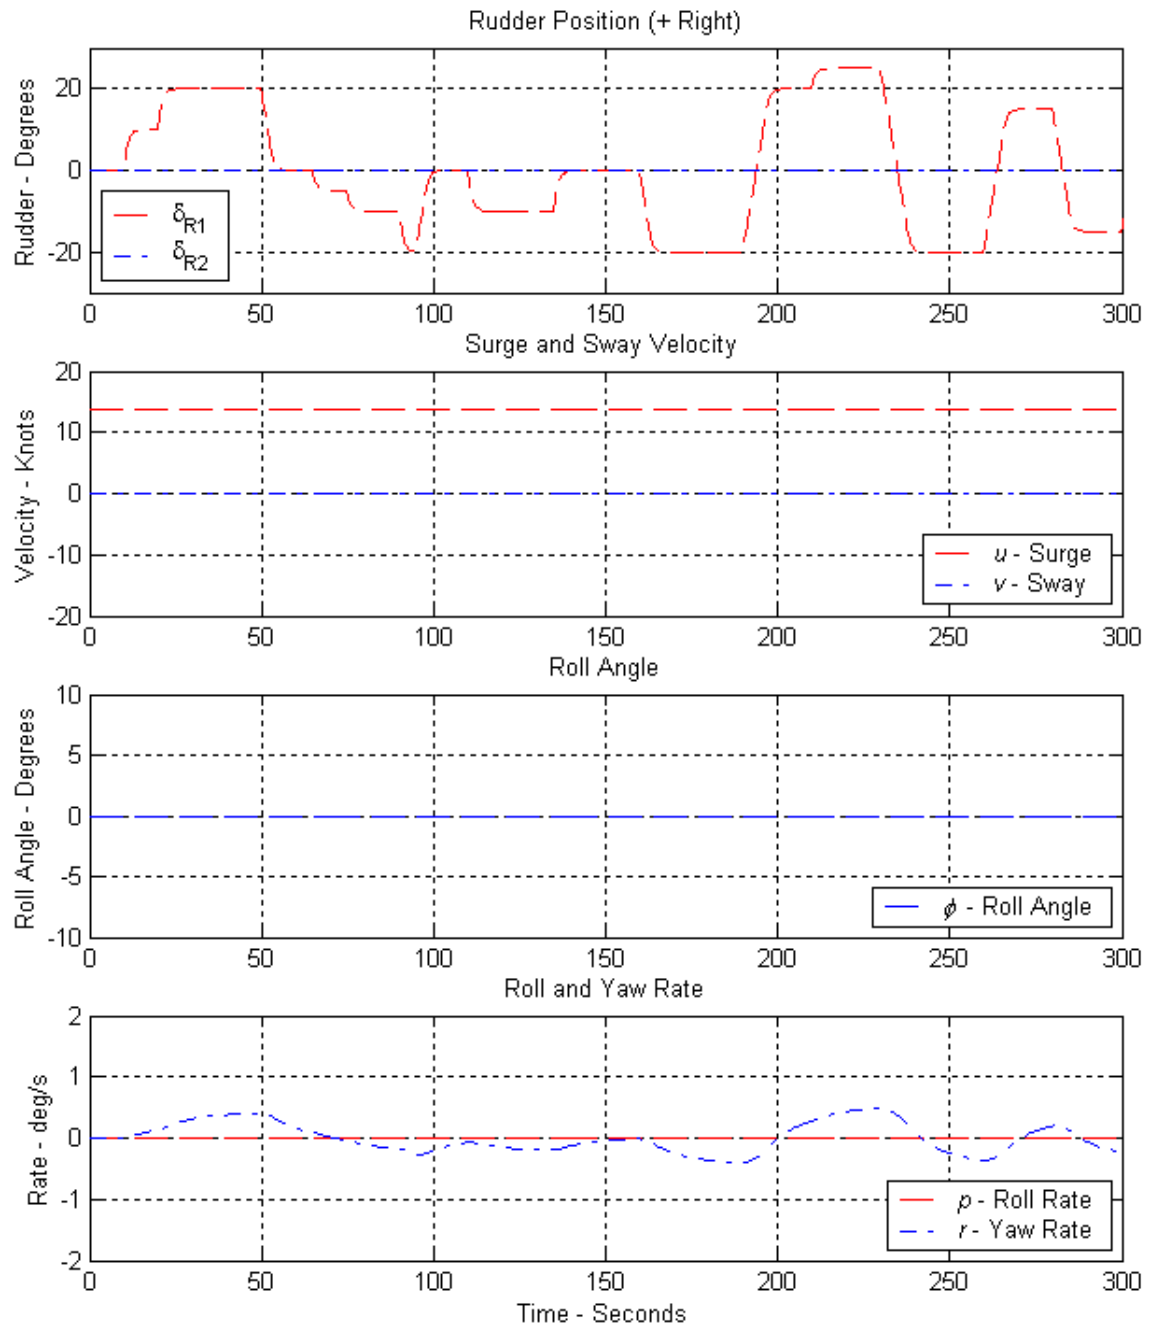 Rudder Position (+ Right)
Rudder - Degrees
20
0
-20
δR1
δR2
0 50 100 150 200 250 300
Surge and Sway Velocity
Velocity - Knots
20
10
0
-10
-20
u - Surge
v - Sway
0 50 100 150 200 250 300
Roll Angle
Roll Angle - Degrees
10
5
0
-5
-10
ϕ - Roll Angle
0 50 100 150 200 250 300
Roll and Yaw Rate
Rate - deg/s
2
1
0
-1
-2
p - Roll Rate
r - Yaw Rate
0 50 100 150 200 250 300
Time - Seconds